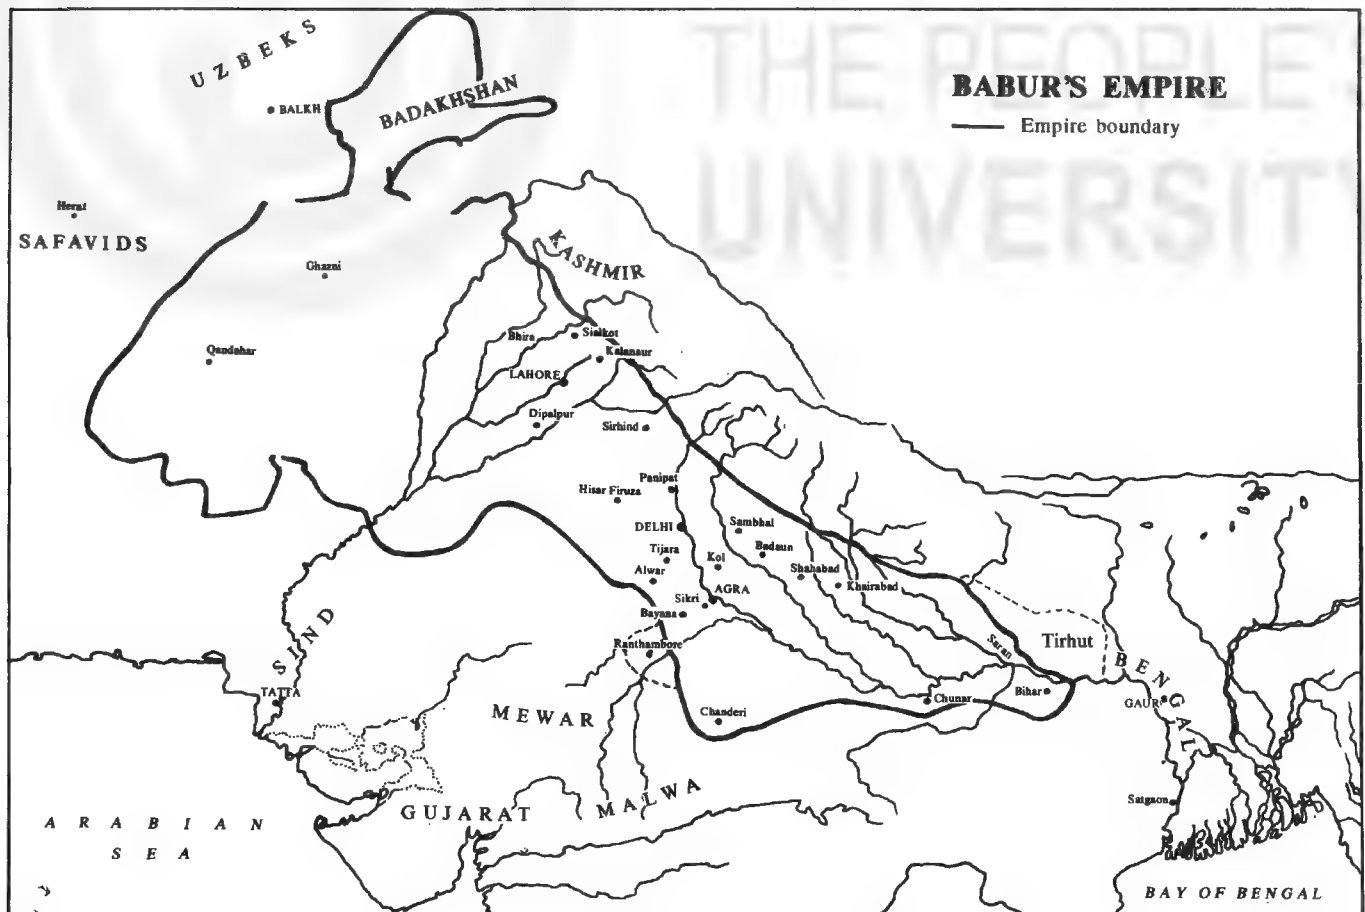 THE PEOPLE'S
UNIVERSITY
BABUR'S EMPIRE
Empire boundary
UZBEKS
BALKH
BADAKHSHAN
Herat
SAFAVIDS
Ghazni
KASHMIR
Qandahar
Bhira
Sialkot
Kalanaur
LAHORE
Dipalpur
Sirhind
Panipat
Hisar Firuza
DELHI
Sambhal
Tijara
Kol
Badaun
Alwar
Shahabad
Khairabad
Sikri
AGRA
Bayana
SIND
Ranthambore
Saran
Tirhut
BENGAL
TATTA
MEWAR
Chanderi
Chunar
Bihar
GAUR
GUJARAT
MALWA
Satgaon
ARABIAN
SEA
BAY OF BENGAL